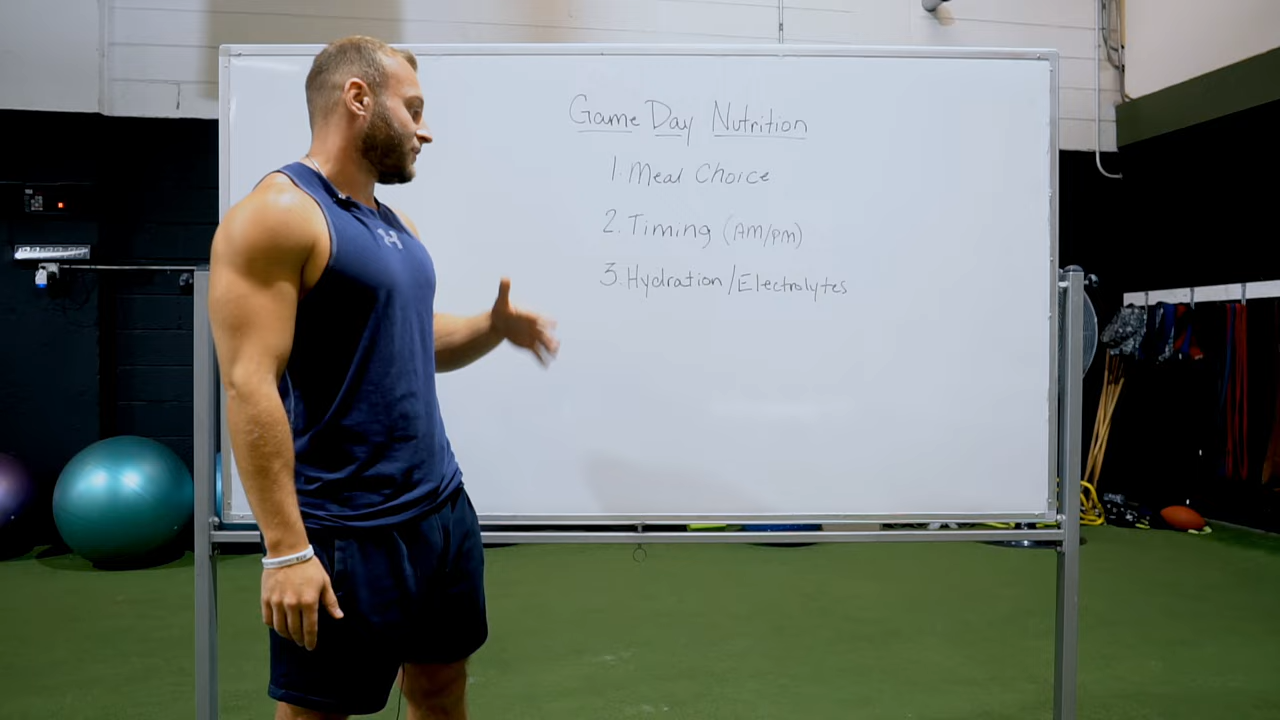 Game Day Nutrition
1. Meal Choice
2. Timing (AM/PM)
3. Hydration/Electrolytes